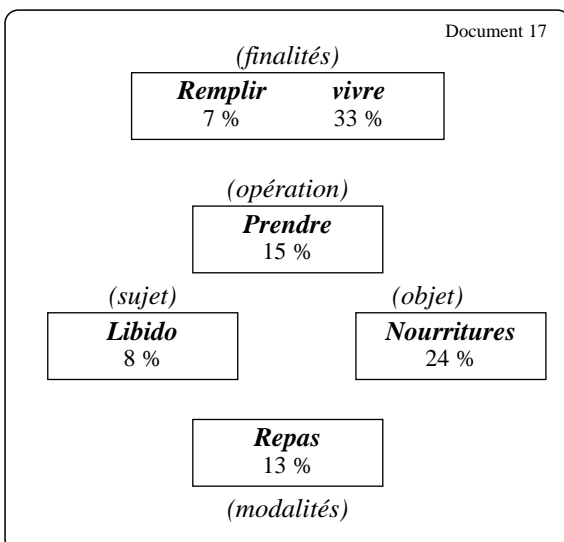 Document 17
(finalités)
Remplir vivre
7 % 33 %
(opération)
Prendre
15 %
(sujet) (objet)
Libido Nourritures
8 % 24 %
Repas
13 %
(modalités)